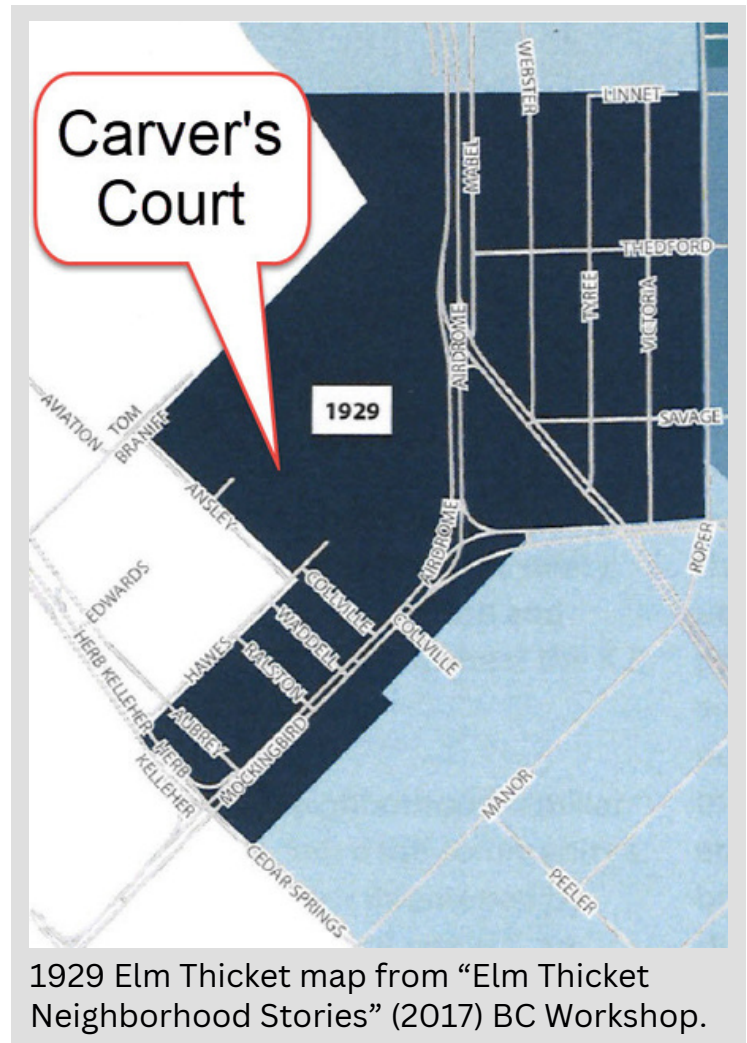 Carver's
Court
WEBSTER
LINNET
MABEL
THEDFORD
TYREE
VICTORIA
AIRDROME
1929
SAVAGE
AVIATION
TOM
BRANIFF
ANSLEY
AIRDROME
ROPER
EDWARDS
COLLVILLE
WADDELL
COLLVILLE
HAWES
RALSTON
HERB KELLEHER
AUBREY
MOCKINGBIRD
HERB
KELLEHER
MANOR
CEDAR SPRINGS
PEELER
1929 Elm Thicket map from “Elm Thicket
Neighborhood Stories” (2017) BC Workshop.